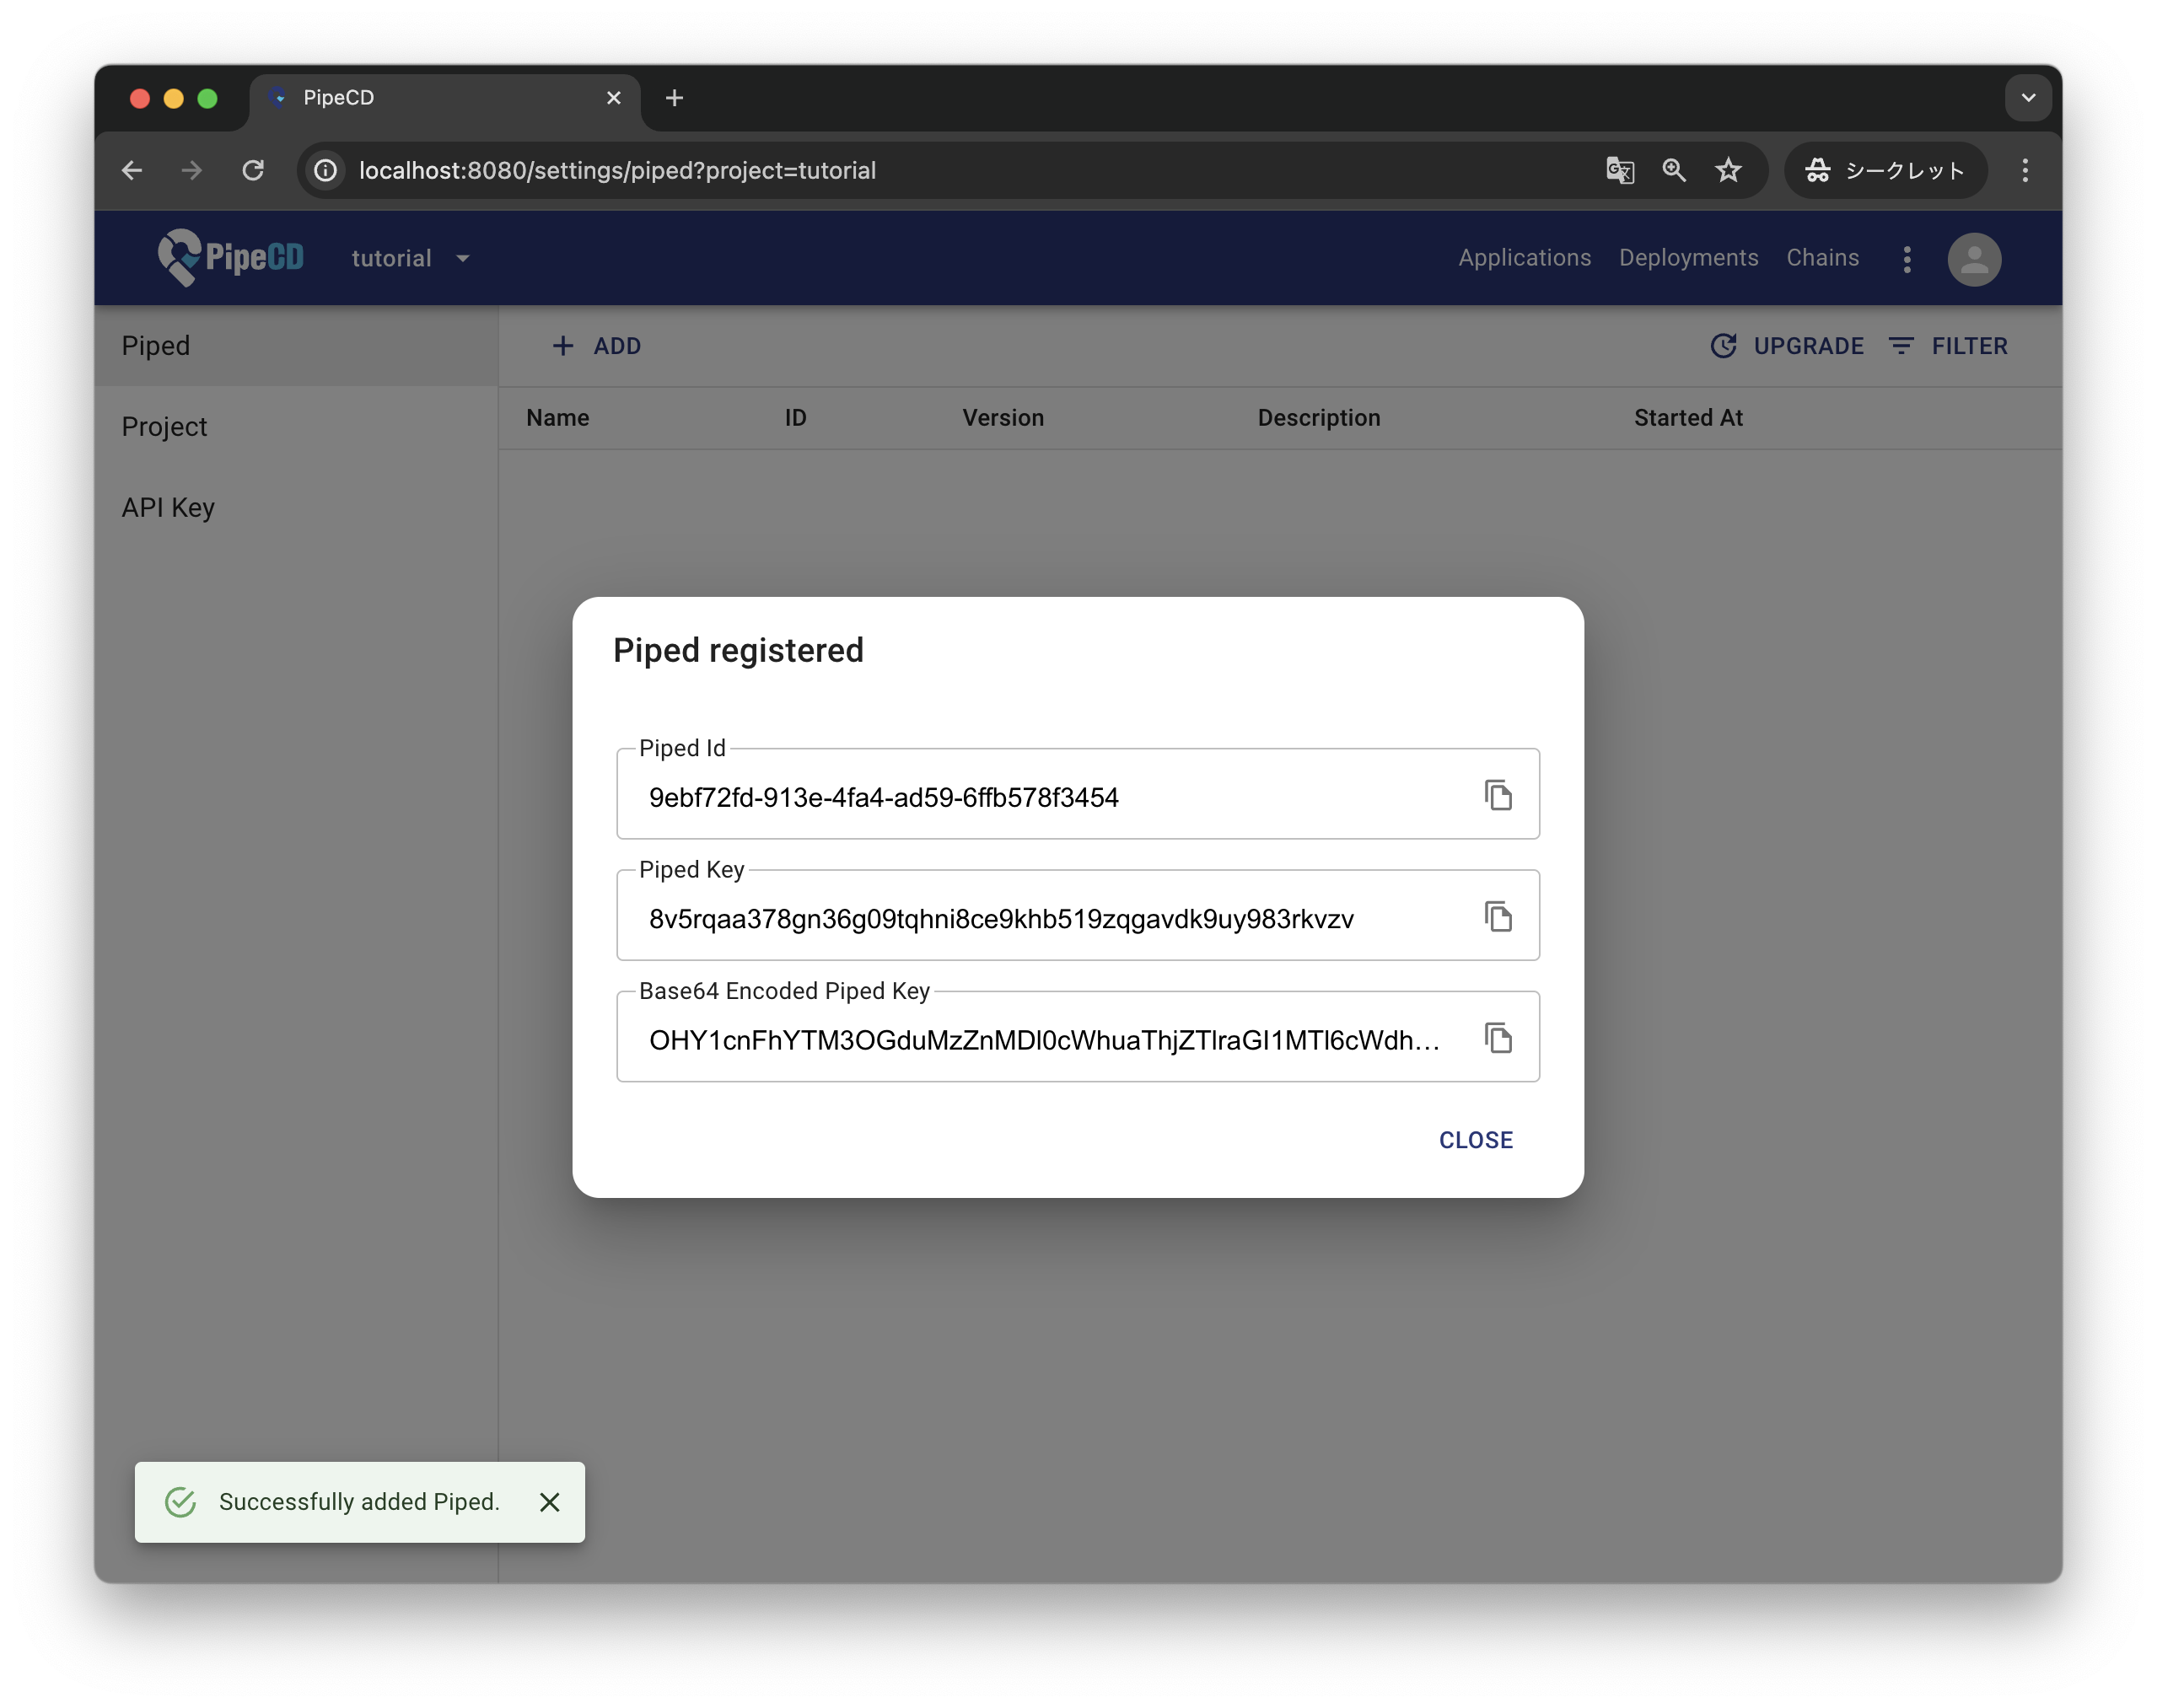 PipeCD
localhost:8080/settings/piped?project=tutorial
シークレット
PipeCD
tutorial
Applications
Deployments
Chains
Piped
Project
API Key
ADD
UPGRADE
FILTER
Name
ID
Version
Description
Started At
Piped registered
Piped Id
9ebf72fd-913e-4fa4-ad59-6ffb578f3454
Piped Key
8v5rqaa378gn36g09tqhni8ce9khb519zqgavdk9uy983rkvzv
Base64 Encoded Piped Key
OHY1cnFhYTM3OGduMzZnMDl0cWhuaThjZTlraGI1MTl6cWdh...
CLOSE
Successfully added Piped.